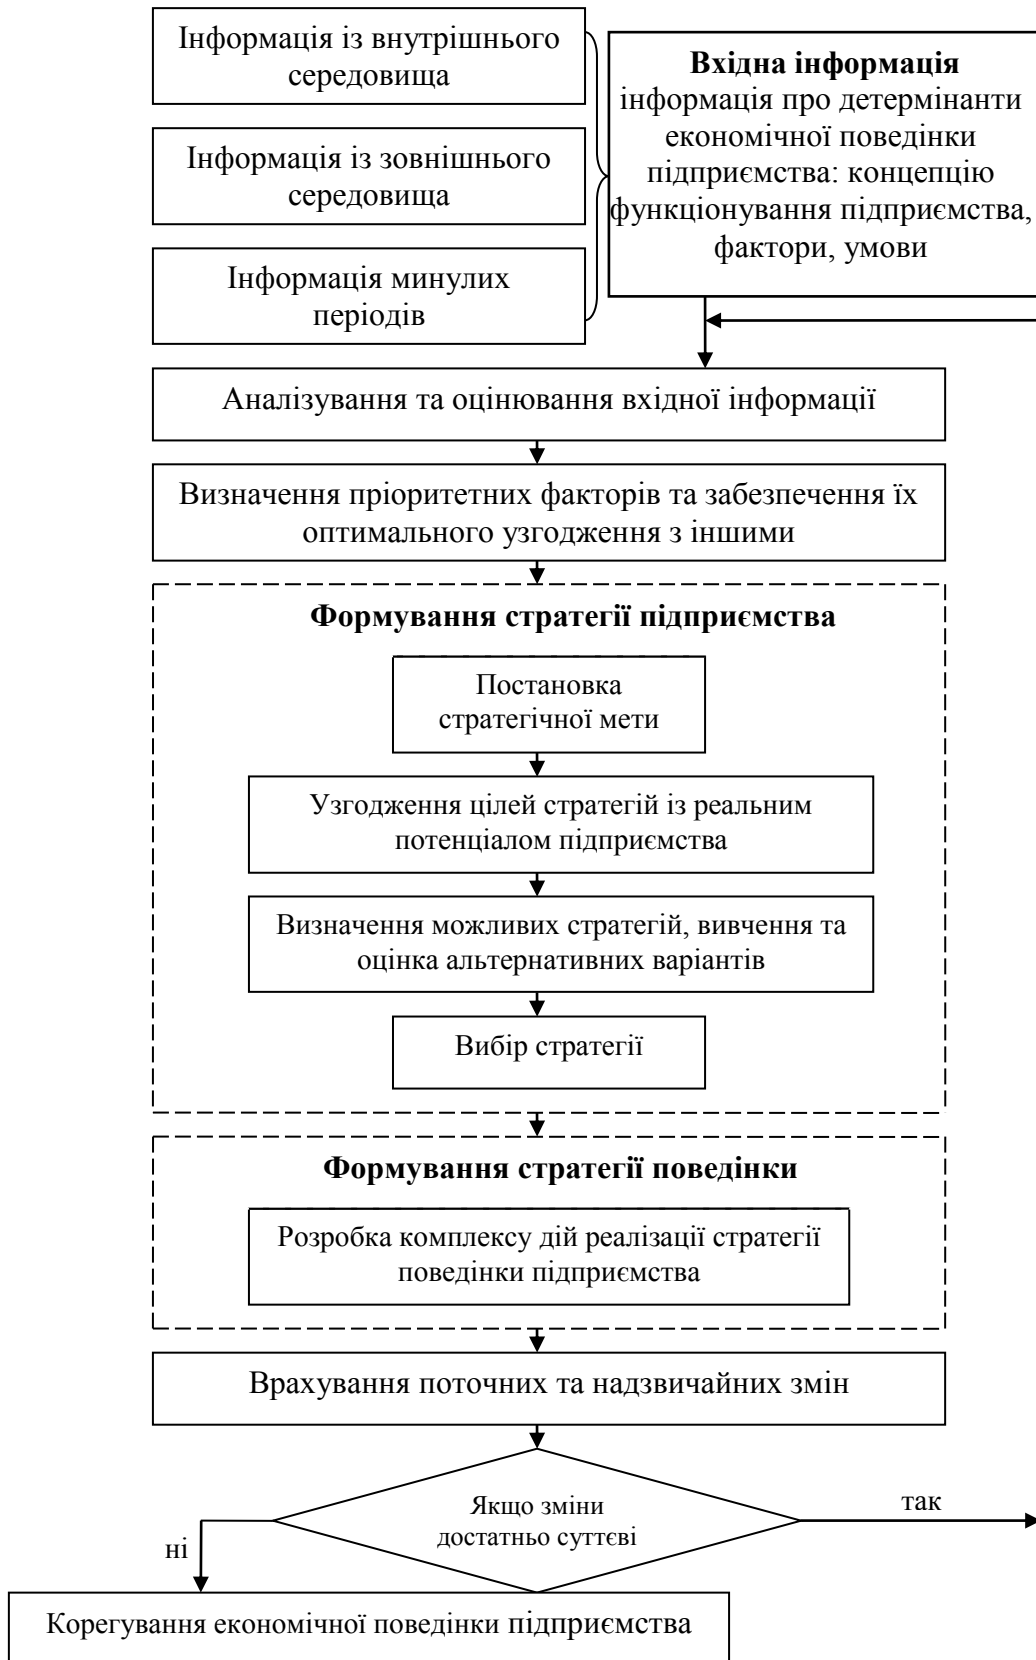 Інформація із внутрішнього
середовища
Інформація із зовнішнього
середовища
Інформація минулих
періодів
Вхідна інформація
інформація про детермінанти
економічної поведінки
підприємства: концепцію
функціонування підприємства,
фактори, умови
Аналізування та оцінювання вхідної інформації
Визначення пріоритетних факторів та забезпечення їх
оптимального узгодження з іншими
Формування стратегії підприємства
Постановка
стратегічної мети
Узгодження цілей стратегій із реальним
потенціалом підприємства
Визначення можливих стратегій, вивчення та
оцінка альтернативних варіантів
Вибір стратегії
Формування стратегії поведінки
Розробка комплексу дій реалізації стратегії
поведінки підприємства
Врахування поточних та надзвичайних змін
Якщо зміни
достатньо суттєві
так
ні
Корегування економічної поведінки підприємства